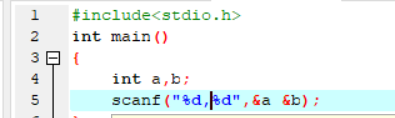 1 #include<stdio.h>
2 int main()
3 {
4 int a,b;
5 scanf("%d,%d",&a &b);